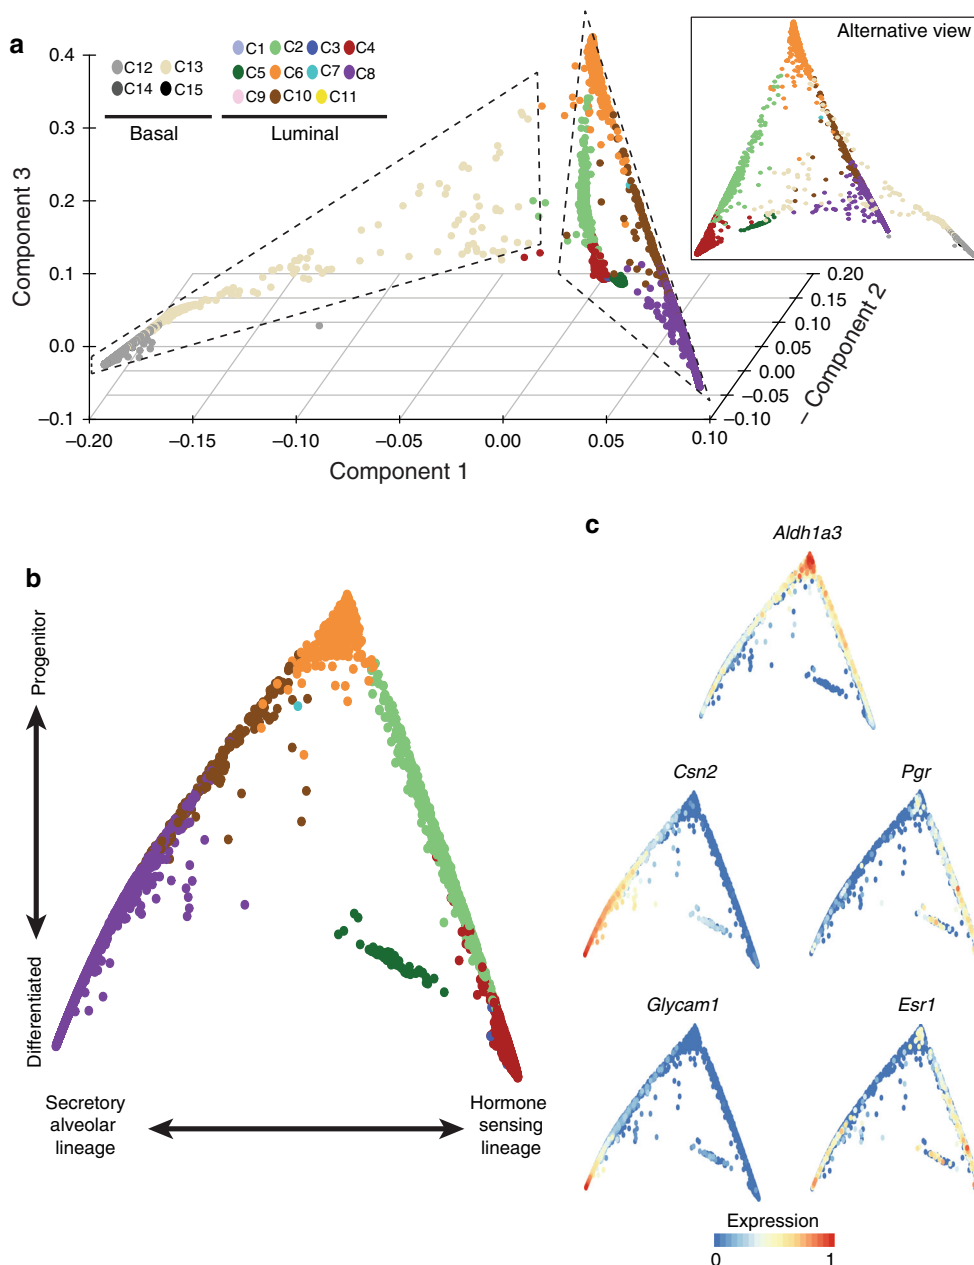 a
Component 3
0.4
0.3
0.2
0.1
0.0
−0.1
C12 C13
C14 C15
Basal
C1 C2 C3 C4
C5 C6 C7 C8
C9 C10 C11
Luminal
Alternative view
−0.20 −0.15 −0.10 −0.05 0.00 0.05 0.10
Component 1
0.20
0.15
0.10
0.05
0.00
−0.05
−0.10
− Component 2
b
Progenitor
Differentiated
Secretory
alveolar
lineage
Hormone
sensing
lineage
c
Aldh1a3
Csn2 Pgr
Glycam1 Esr1
Expression
0 1